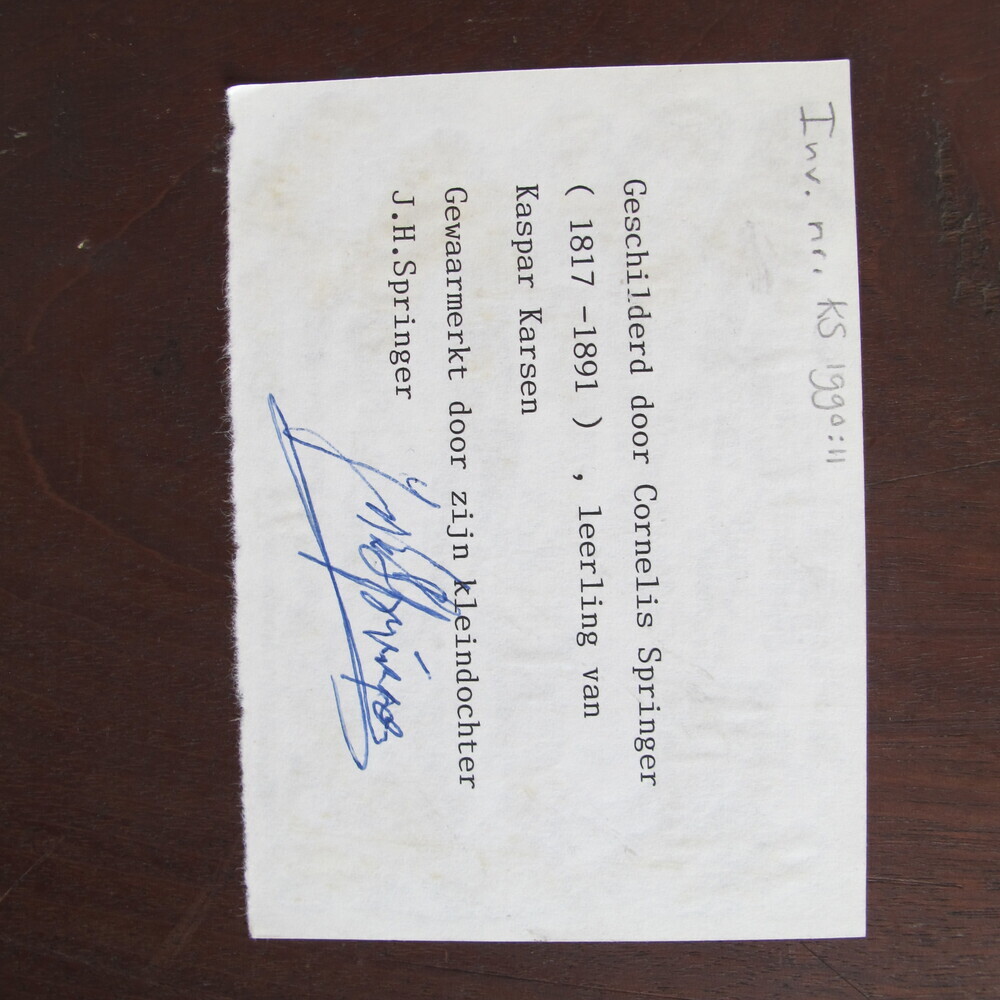 Inv. nr. KS 1990:11
Geschilderd door Cornelis Springer
( 1817 -1891 ) , leerling van
Kaspar Karsen
Gewaarmerkt door zijn kleindochter
J.H.Springer